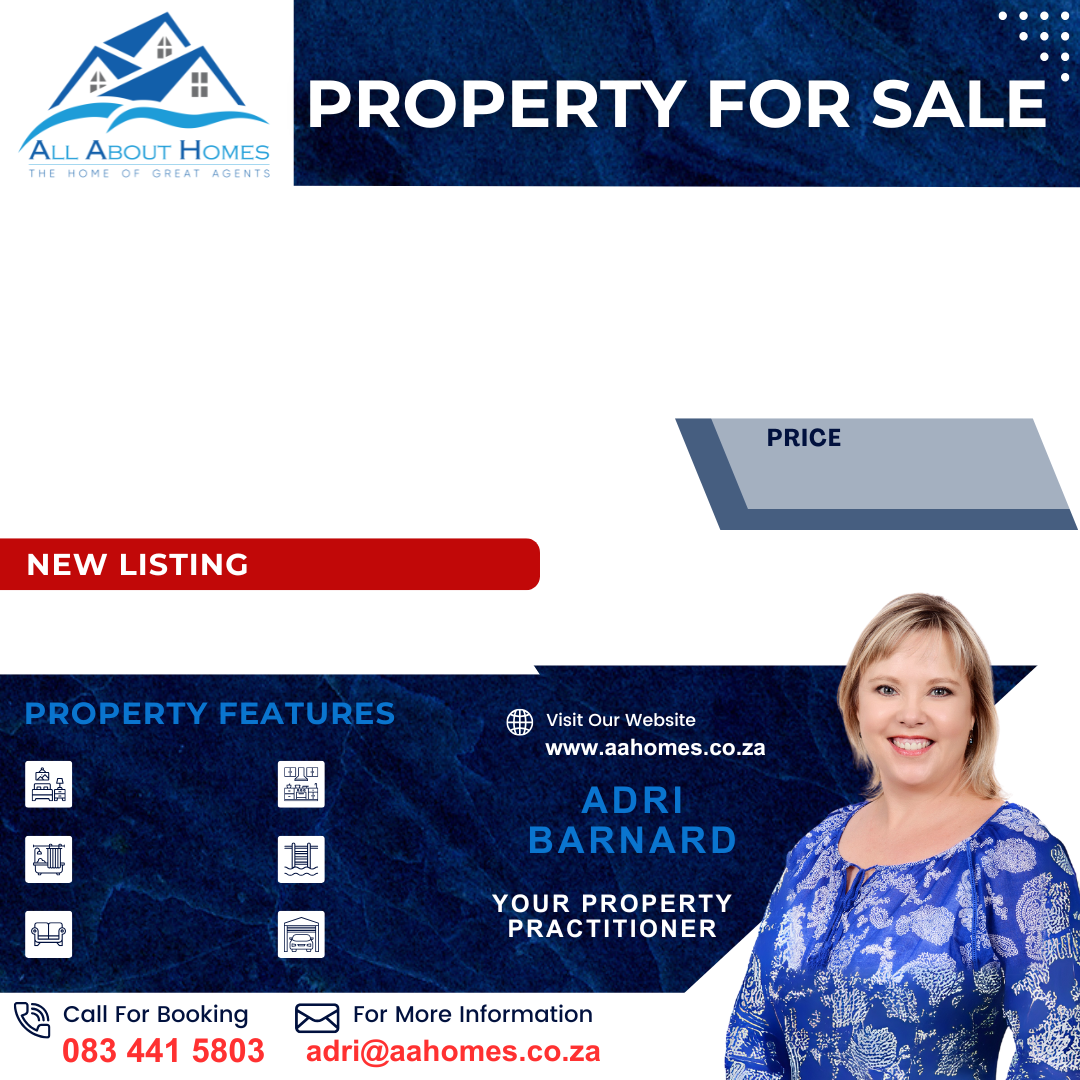 ALL ABOUT HOMES
THE HOME OF GREAT AGENTS
PROPERTY FOR SALE
PRICE
NEW LISTING
PROPERTY FEATURES
Visit Our Website
www.aahomes.co.za
ADRI
BARNARD
YOUR PROPERTY
PRACTITIONER
Call For Booking
083 441 5803
For More Information
adri@aahomes.co.za